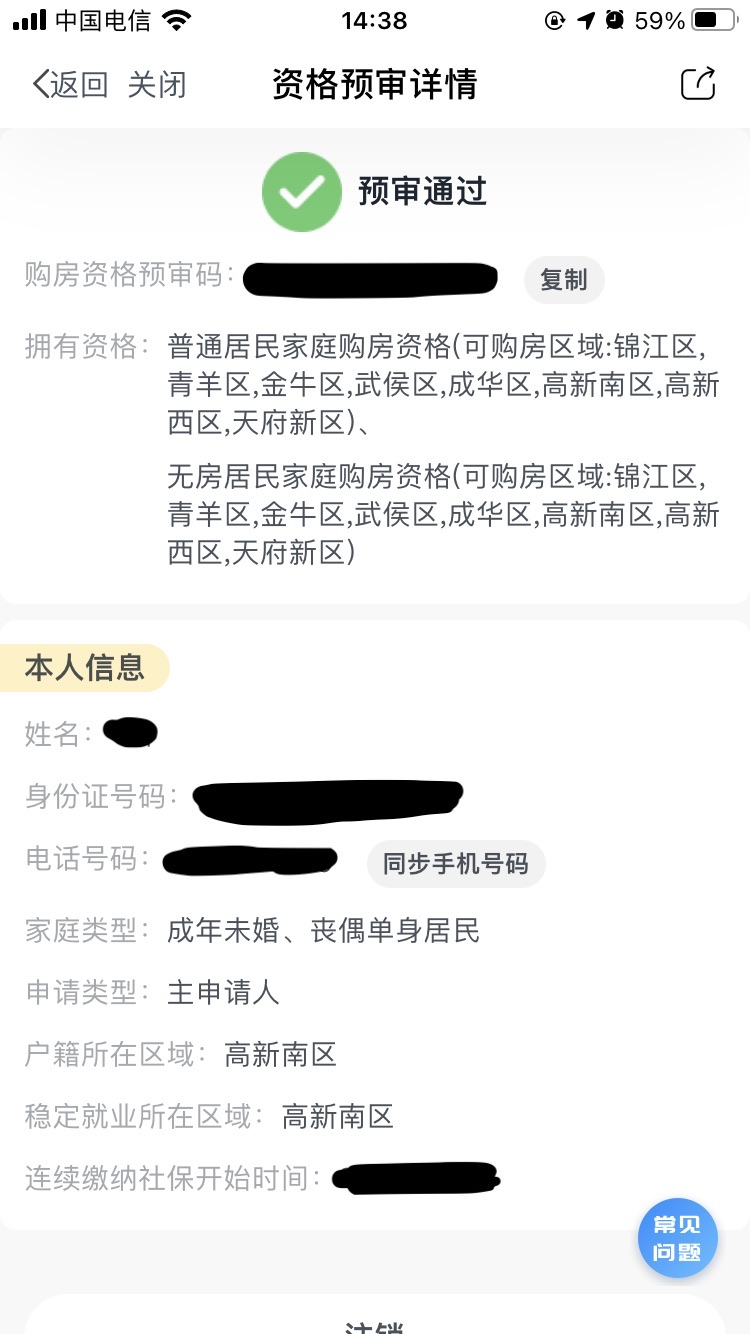 中国电信
14:38
59%
返回 关闭
资格预审详情
预审通过
购房资格预审码:
复制
拥有资格: 普通居民家庭购房资格(可购房区域:锦江区,
青羊区,金牛区,武侯区,成华区,高新南区,高新
西区,天府新区)、
无房居民家庭购房资格(可购房区域:锦江区,
青羊区,金牛区,武侯区,成华区,高新南区,高新
西区,天府新区)
本人信息
姓名:
身份证号码:
电话号码:
同步手机号码
家庭类型: 成年未婚、丧偶单身居民
申请类型: 主申请人
户籍所在区域: 高新南区
稳定就业所在区域: 高新南区
连续缴纳社保开始时间:
常见
问题
注销